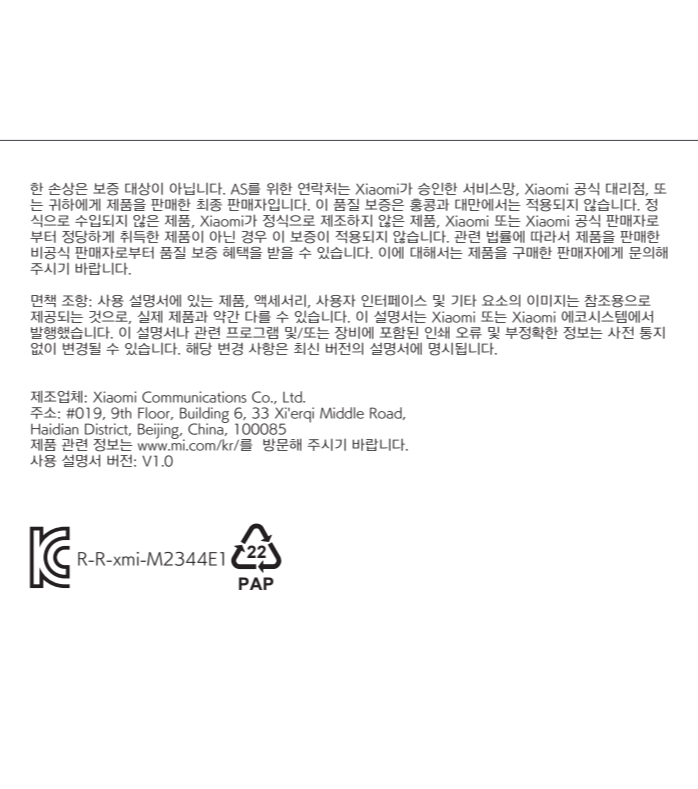 한 손상은 보증 대상이 아닙니다. AS를 위한 연락처는 Xiaomi가 승인한 서비스망, Xiaomi 공식 대리점, 또
는 귀하에게 제품을 판매한 최종 판매자입니다. 이 품질 보증은 홍콩과 대만에서는 적용되지 않습니다. 정
식으로 수입되지 않은 제품, Xiaomi가 정식으로 제조하지 않은 제품, Xiaomi 또는 Xiaomi 공식 판매자로
부터 정당하게 취득한 제품이 아닌 경우 이 보증이 적용되지 않습니다. 관련 법률에 따라서 제품을 판매한
비공식 판매자로부터 품질 보증 혜택을 받을 수 있습니다. 이에 대해서는 제품을 구매한 판매자에게 문의해
주시기 바랍니다.
면책 조항: 사용 설명서에 있는 제품, 액세서리, 사용자 인터페이스 및 기타 요소의 이미지는 참조용으로
제공되는 것으로, 실제 제품과 약간 다를 수 있습니다. 이 설명서는 Xiaomi 또는 Xiaomi 에코시스템에서
발행했습니다. 이 설명서나 관련 프로그램 및/또는 장비에 포함된 인쇄 오류 및 부정확한 정보는 사전 통지
없이 변경될 수 있습니다. 해당 변경 사항은 최신 버전의 설명서에 명시됩니다.
제조업체: Xiaomi Communications Co., Ltd.
주소: #019, 9th Floor, Building 6, 33 Xi'erqi Middle Road,
Haidian District, Beijing, China, 100085
제품 관련 정보는 www.mi.com/kr/를 방문해 주시기 바랍니다.
사용 설명서 버전: V1.0
KC R-R-xmi-M2344E1 22
PAP